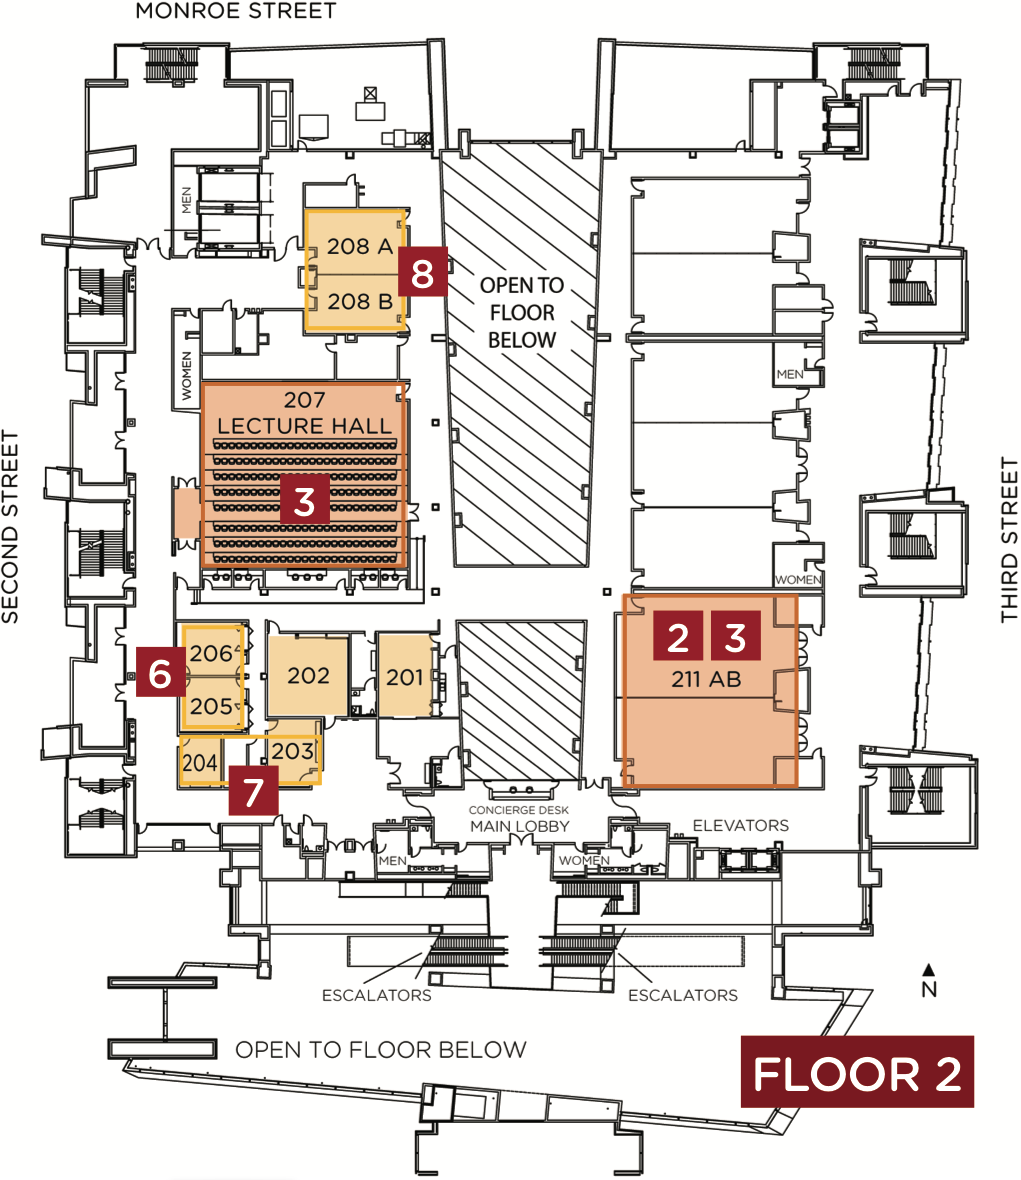 MONROE STREET
MEN
208 A
8
208 B
OPEN TO
FLOOR
BELOW
WOMEN
MEN
207
LECTURE HALL
3
SECOND STREET
THIRD STREET
WOMEN
2 3
211 AB
6
206
205
202
201
204
203
7
CONCIERGE DESK
MAIN LOBBY
ELEVATORS
MEN
WOMEN
ESCALATORS
ESCALATORS
N
OPEN TO FLOOR BELOW
FLOOR 2